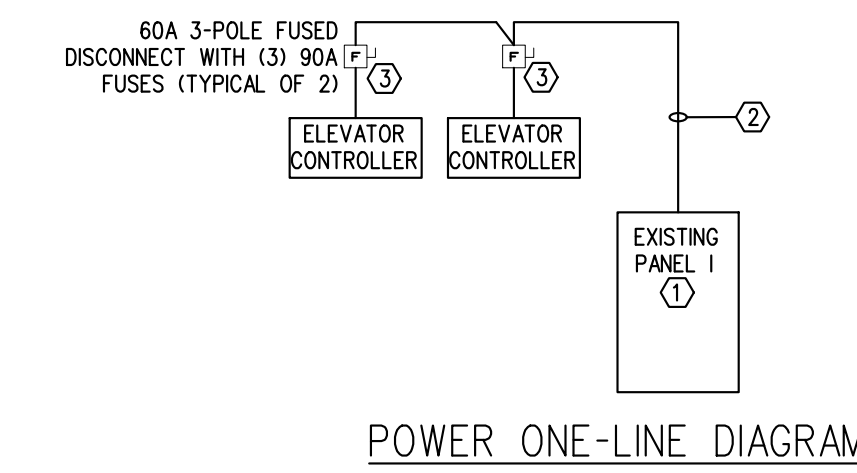 60A 3-POLE FUSED
DISCONNECT WITH (3) 90A
FUSES (TYPICAL OF 2)
F
3
F
3
ELEVATOR
CONTROLLER
ELEVATOR
CONTROLLER
2
EXISTING
PANEL I
1
POWER ONE-LINE DIAGRAM